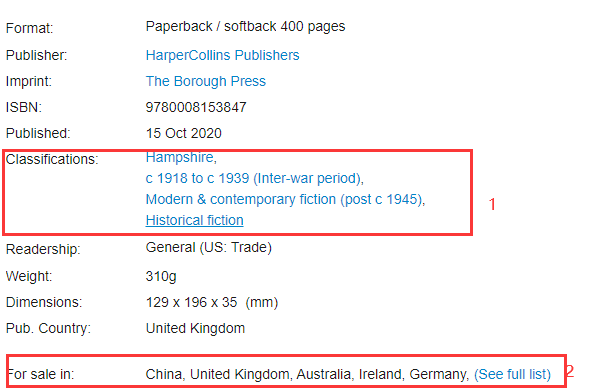 Format: Paperback / softback 400 pages
Publisher: HarperCollins Publishers
Imprint: The Borough Press
ISBN: 9780008153847
Published: 15 Oct 2020
Classifications: Hampshire,
c 1918 to c 1939 (Inter-war period),
Modern & contemporary fiction (post c 1945), 1
Historical fiction
Readership: General (US: Trade)
Weight: 310g
Dimensions: 129 x 196 x 35 (mm)
Pub. Country: United Kingdom
For sale in: China, United Kingdom, Australia, Ireland, Germany, (See full list) 2